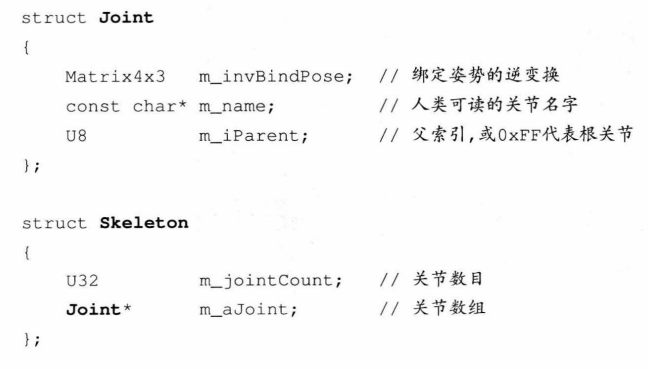 struct Joint
{
    Matrix4x3   m_invBindPose;  // 绑定姿势的逆变换
    const char* m_name;         // 人类可读的关节名字
    U8          m_iParent;      // 父索引,或0xFF代表根关节
};

struct Skeleton
{
    U32         m_jointCount;   // 关节数目
    Joint*      m_aJoint;       // 关节数组
};